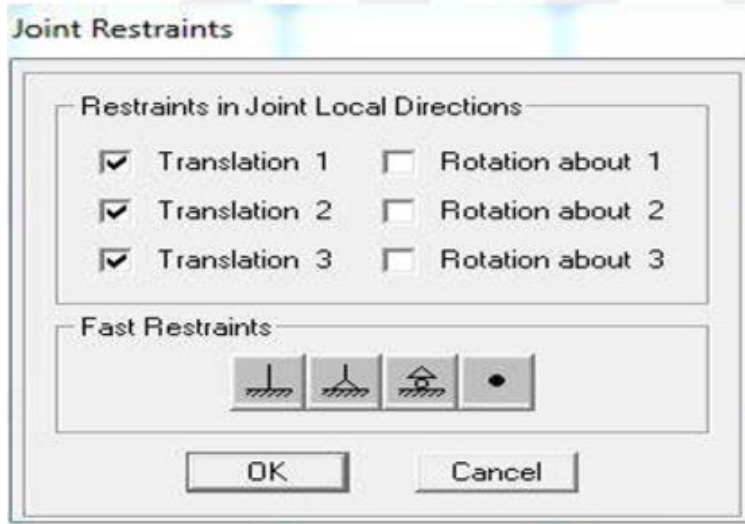 Joint Restraints
Restraints in Joint Local Directions
Translation 1 Rotation about 1
Translation 2 Rotation about 2
Translation 3 Rotation about 3
Fast Restraints
OK Cancel